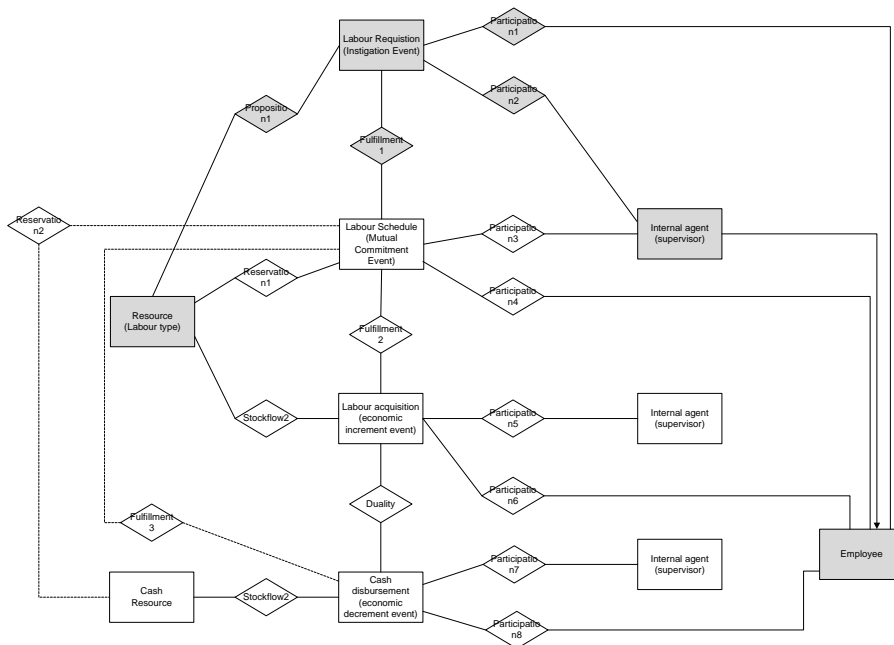 Labour Requistion
(Instigation Event)
Participatio
n1
Participatio
n2
Propositio
n1
Fulfillment
1
Reservatio
n2
Labour Schedule
(Mutual
Commitment
Event)
Participatio
n3
Internal agent
(supervisor)
Reservatio
n1
Participatio
n4
Resource
(Labour type)
Fulfillment
2
Stockflow2
Labour acquisition
(economic
increment event)
Participatio
n5
Internal agent
(supervisor)
Participatio
n6
Duality
Fulfillment
3
Employee
Participatio
n7
Internal agent
(supervisor)
Cash
Resource
Stockflow2
Cash
disbursement
(economic
decrement event)
Participatio
n8